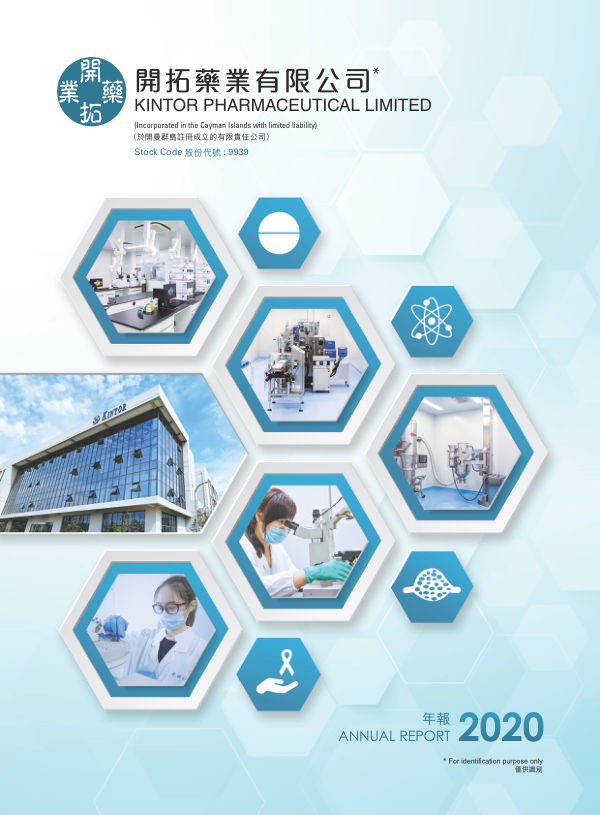 開 藥 拓 業
開拓藥業有限公司*
KINTOR PHARMACEUTICAL LIMITED
(Incorporated in the Cayman Islands with limited liability)
(於開曼群島註冊成立的有限責任公司)
Stock Code 股份代號 : 9939
KINTOR
年報
ANNUAL REPORT 2020
* For identification purpose only
僅供識別